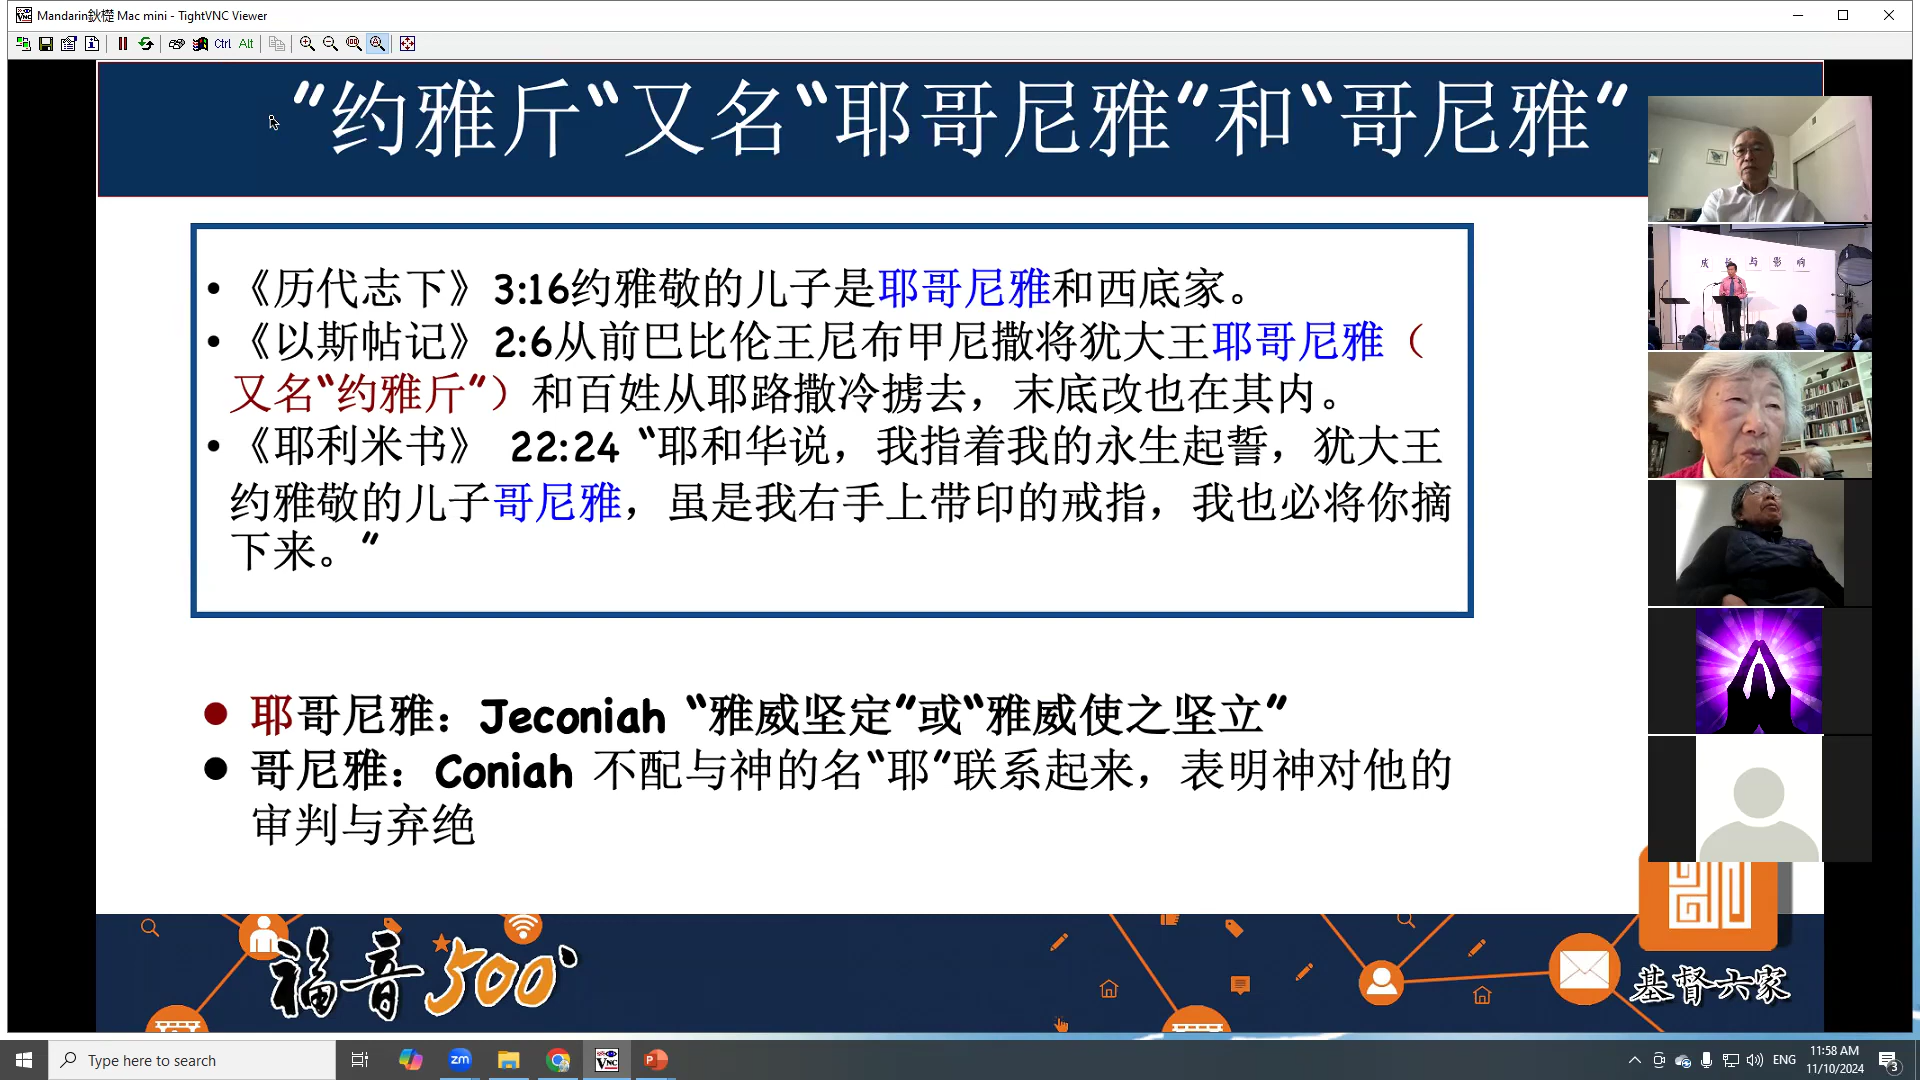 Mandarin鈥檚 Mac mini - TightVNC Viewer
Ctrl Alt
”约雅斤“又名“耶哥尼雅”和“哥尼雅”
成长与影响
• 《历代志下》3:16约雅敬的儿子是耶哥尼雅和西底家。
• 《以斯帖记》2:6从前巴比伦王尼布甲尼撒将犹大王耶哥尼雅（
又名“约雅斤”）和百姓从耶路撒冷掳去，末底改也在其内。
• 《耶利米书》 22:24 “耶和华说，我指着我的永生起誓，犹大王
约雅敬的儿子哥尼雅，虽是我右手上带印的戒指，我也必将你摘
下来。”
● 耶哥尼雅：Jeconiah “雅威坚定”或“雅威使之坚立”
● 哥尼雅：Coniah 不配与神的名“耶”联系起来，表明神对他的
审判与弃绝
福音500
基督六家
Type here to search
zm
VNC
P
ENG
11:58 AM
11/10/2024
3